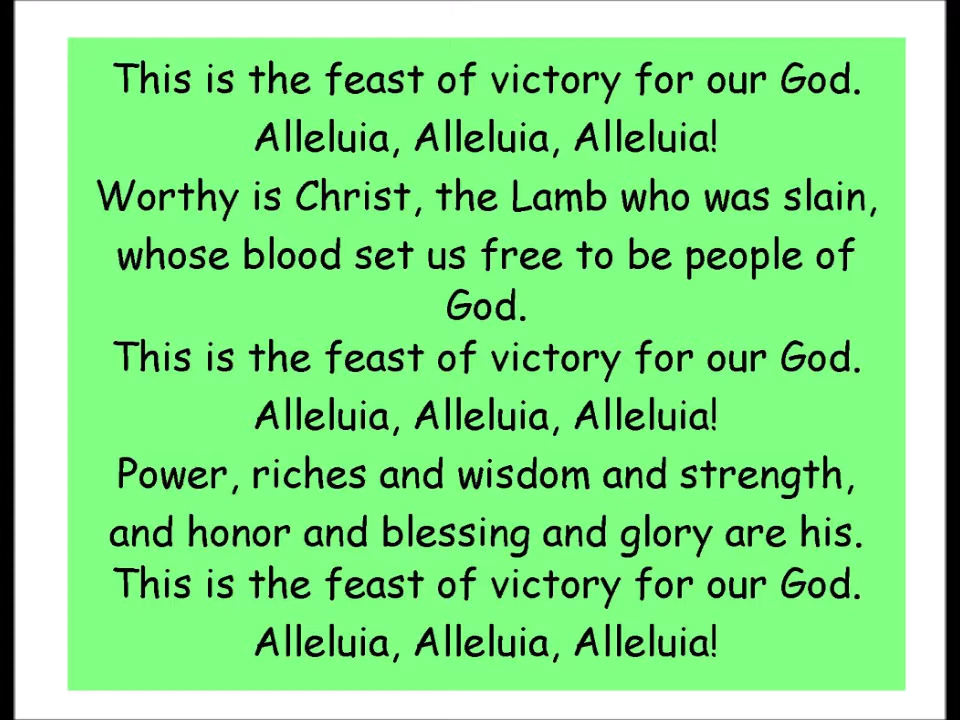 This is the feast of victory for our God.
Alleluia, Alleluia, Alleluia!
Worthy is Christ, the Lamb who was slain,
whose blood set us free to be people of
God.
This is the feast of victory for our God.
Alleluia, Alleluia, Alleluia!
Power, riches and wisdom and strength,
and honor and blessing and glory are his.
This is the feast of victory for our God.
Alleluia, Alleluia, Alleluia!